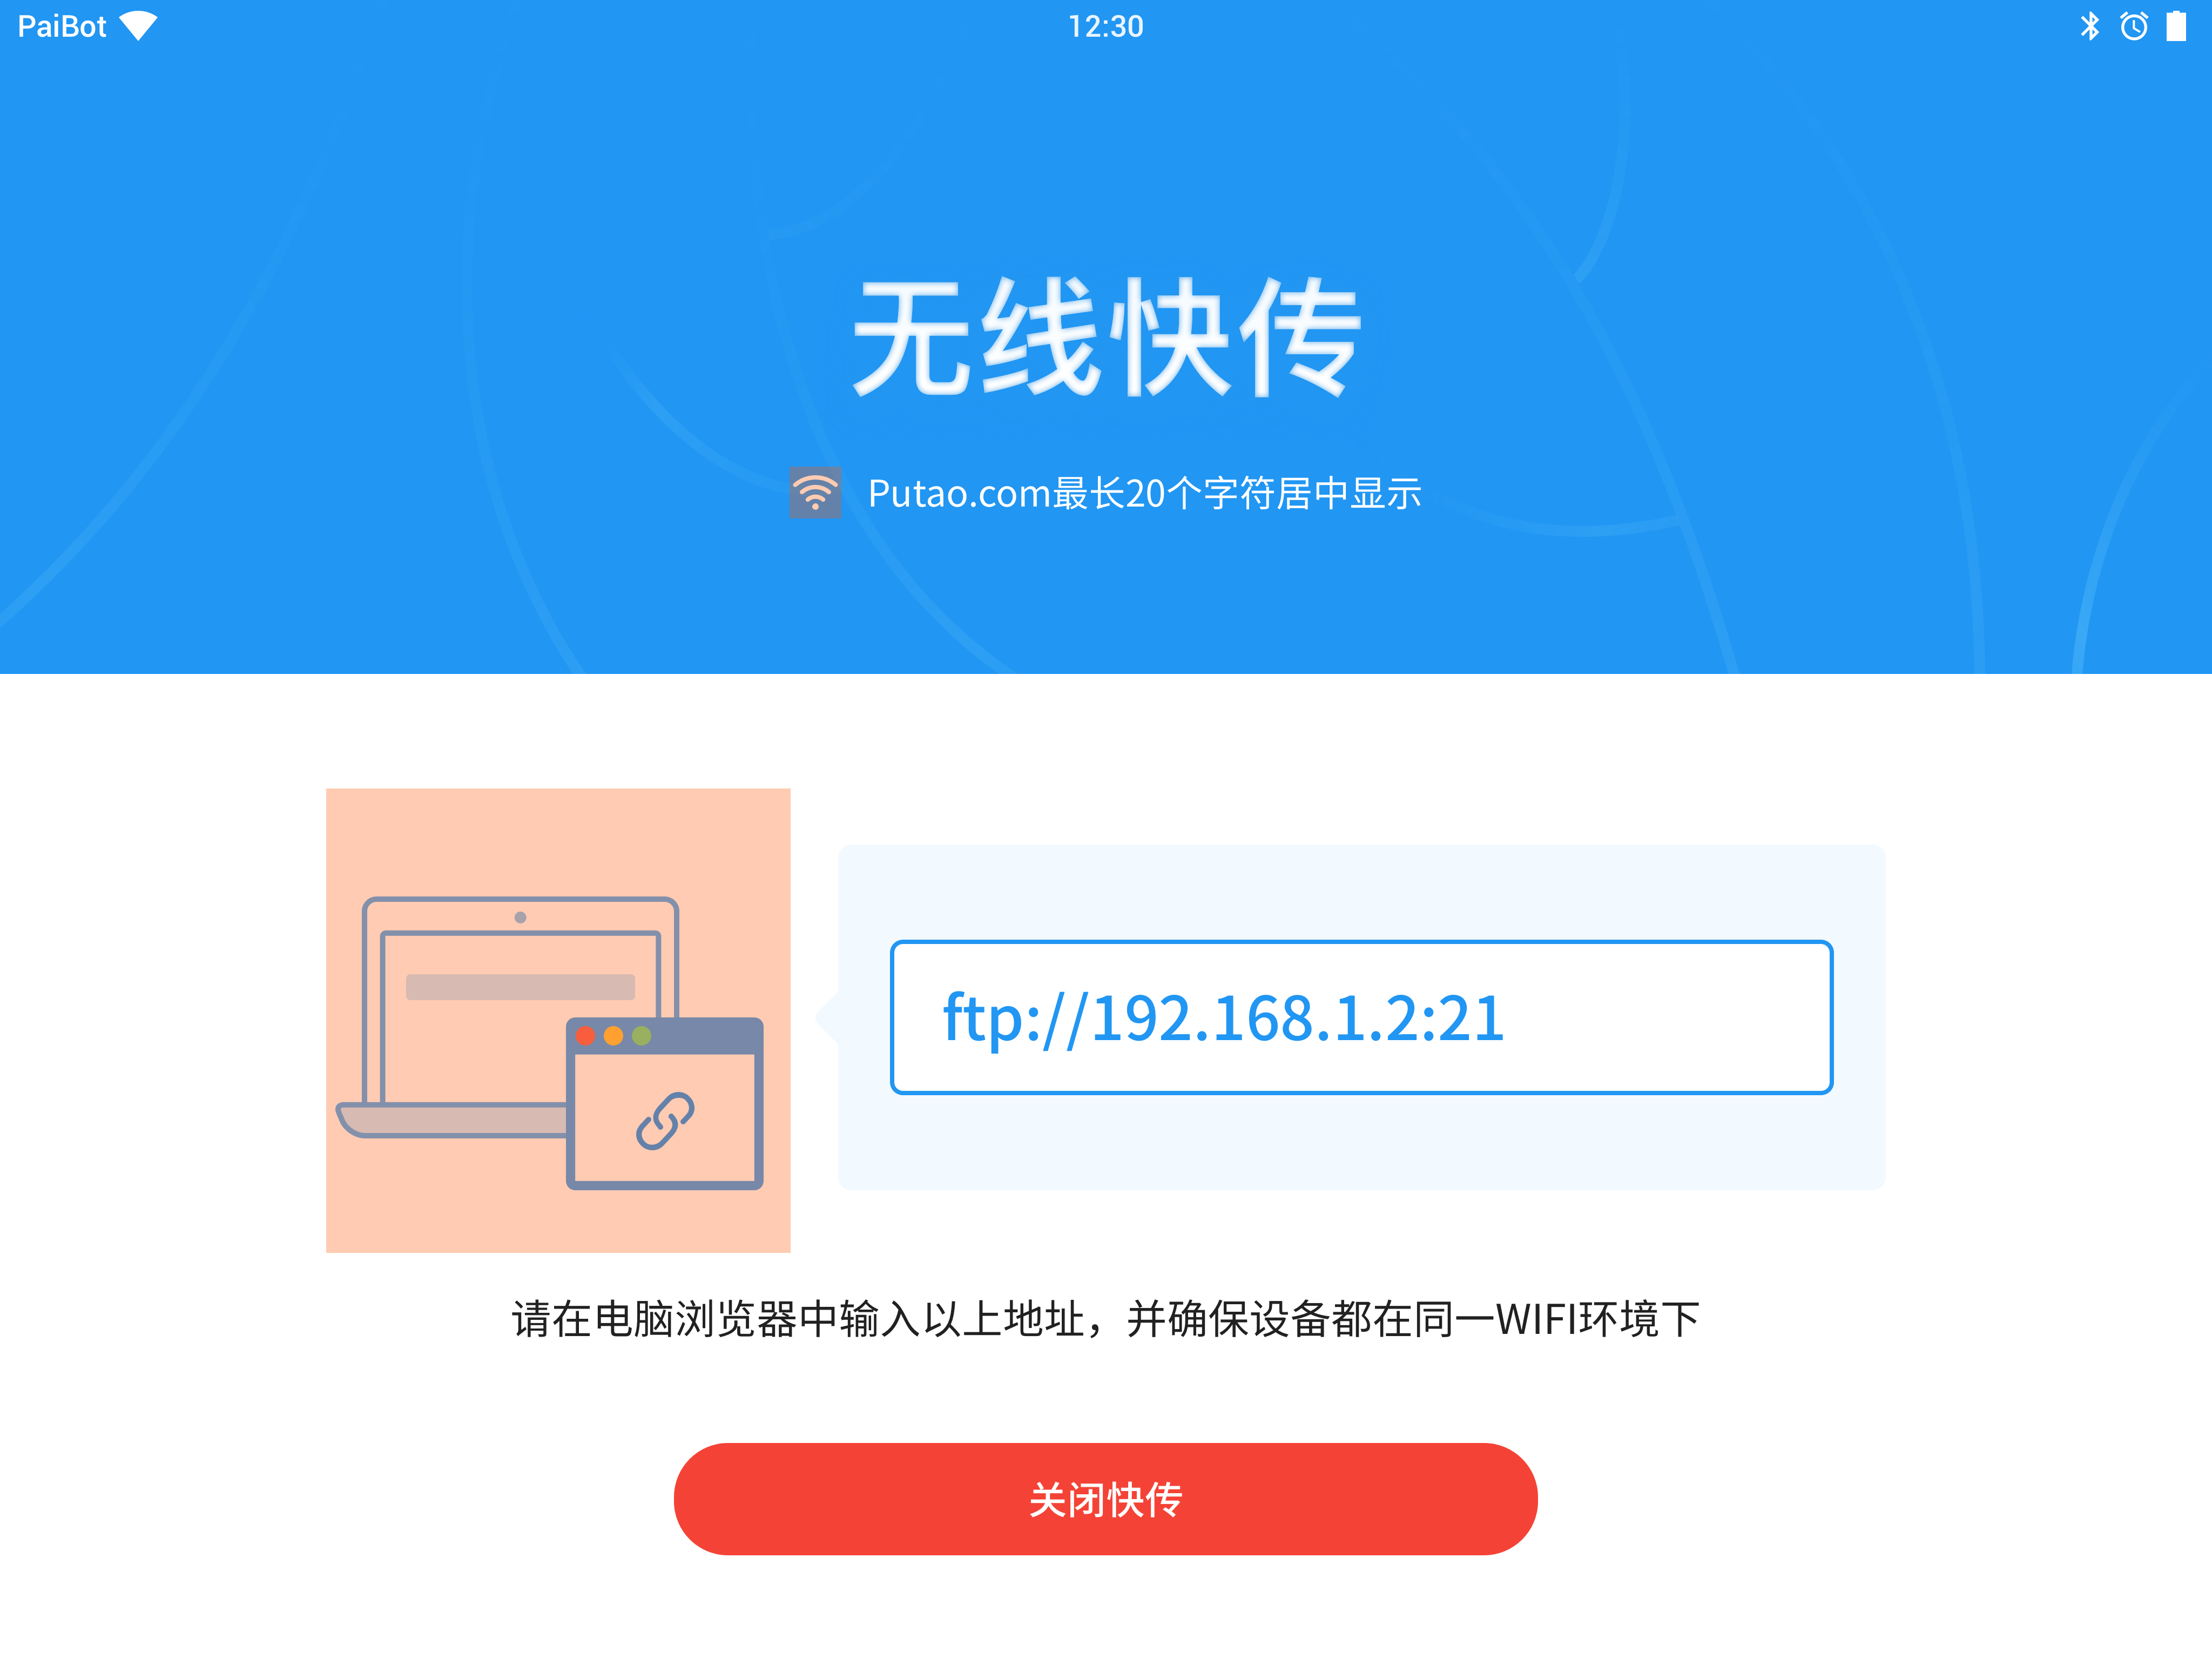 PaiBot
12:30
无线快传
Putao.com最长20个字符居中显示
ftp://192.168.1.2:21
请在电脑浏览器中输入以上地址，并确保设备都在同一WIFI环境下
关闭快传